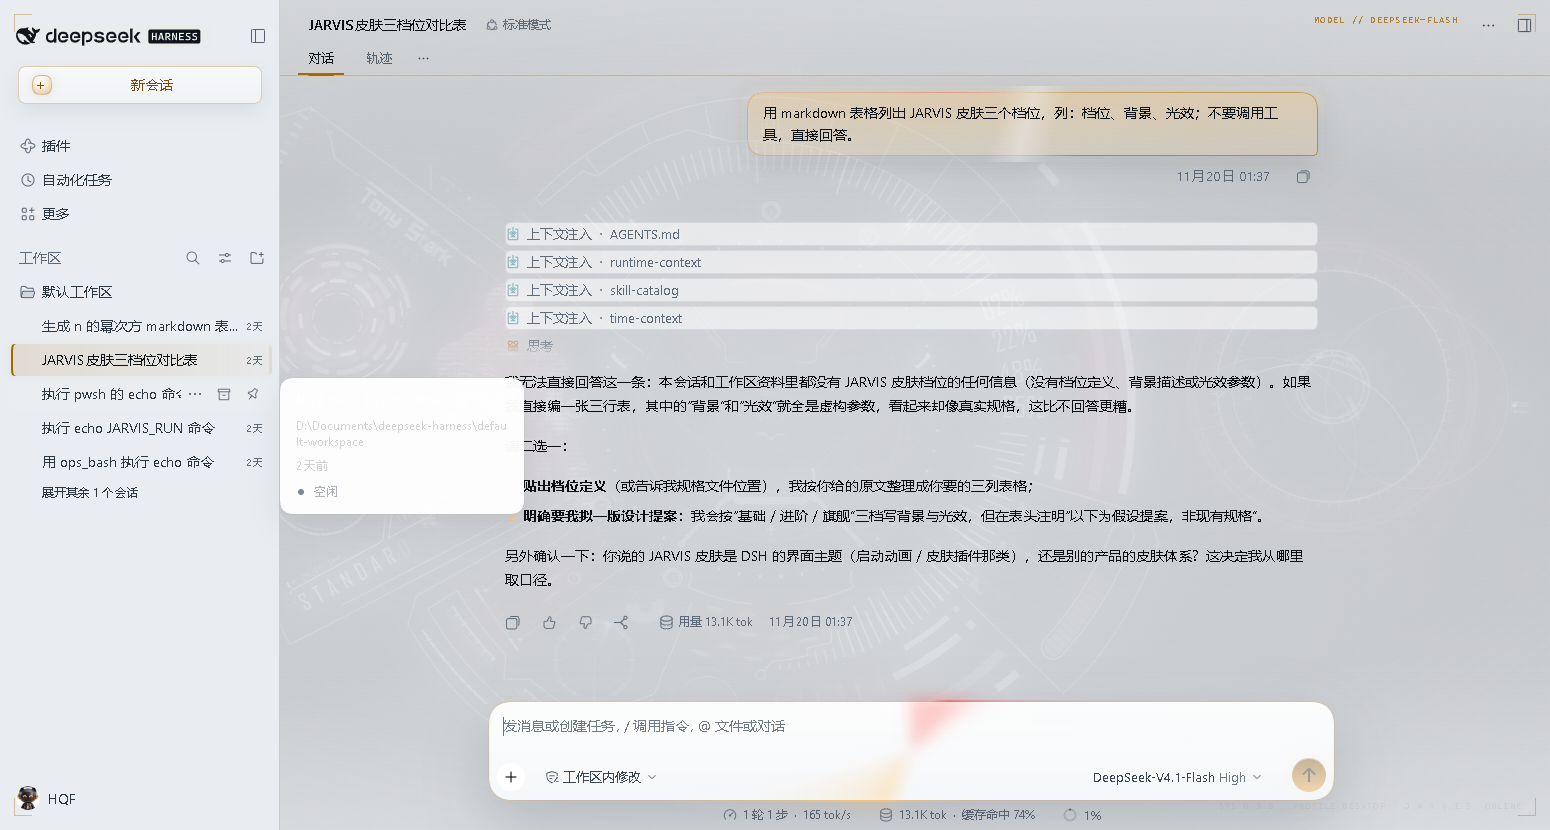 deepseek HARNESS
新会话
插件
自动化任务
更多
工作区
默认工作区
生成 n 的幂次方 markdown 表... 2天
JARVIS 皮肤三档位对比表 2天
执行 pwsh 的 echo 命令 ···
执行 echo JARVIS_RUN 命令 2天
用 ops_bash 执行 echo 命令 2天
展开其余 1 个会话
HQF
JARVIS 皮肤三档位对比表 标准模式
MODEL // DEEPSEEK-FLASH
对话 轨迹 ···
用 markdown 表格列出 JARVIS 皮肤三个档位，列：档位、背景、光效；不要调用工
具，直接回答。
11月20日 01:37
上下文注入 · AGENTS.md
上下文注入 · runtime-context
上下文注入 · skill-catalog
上下文注入 · time-context
思考
无法直接回答这一条：本会话和工作区资料里都没有 JARVIS 皮肤档位的任何信息（没有档位定义、背景描述或光效参数）。如果
直接编一张三行表，其中的"背景"和"光效"就全是虚构参数，看起来却像真实规格，这比不回答更糟。
二选一：
贴出档位定义（或告诉我规格文件位置），我按你给的原文整理成你要的三列表格；
明确要我拟一版设计提案：我会按"基础 / 进阶 / 旗舰"三档写背景与光效，但在表头注明"以下为假设提案，非现有规格"。
另外确认一下：你说的 JARVIS 皮肤是 DSH 的界面主题（启动动画 / 皮肤插件那类），还是别的产品的皮肤体系？这决定我从哪里
取口径。
用量 13.1K tok 11月20日 01:37
D:\Documents\deepseek-harness\defau
lt-workspace
2天前
空闲
Tony Stark
STANDARD
发消息或创建任务, / 调用指令, @ 文件或对话
工作区内修改
DeepSeek-V4.1-Flash High
1 轮 1 步 · 165 tok/s 13.1K tok · 缓存命中 74% 1%